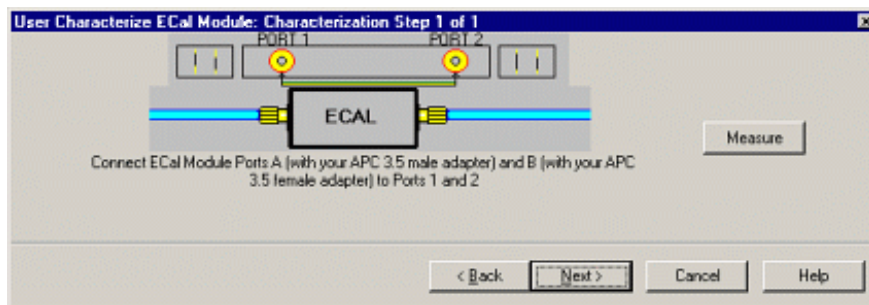 User Characterize ECal Module: Characterization Step 1 of 1
PORT 1 PORT 2
ECAL
Connect ECal Module Ports A (with your APC 3.5 male adapter) and B (with your APC
3.5 female adapter) to Ports 1 and 2
Measure
< Back Next > Cancel Help